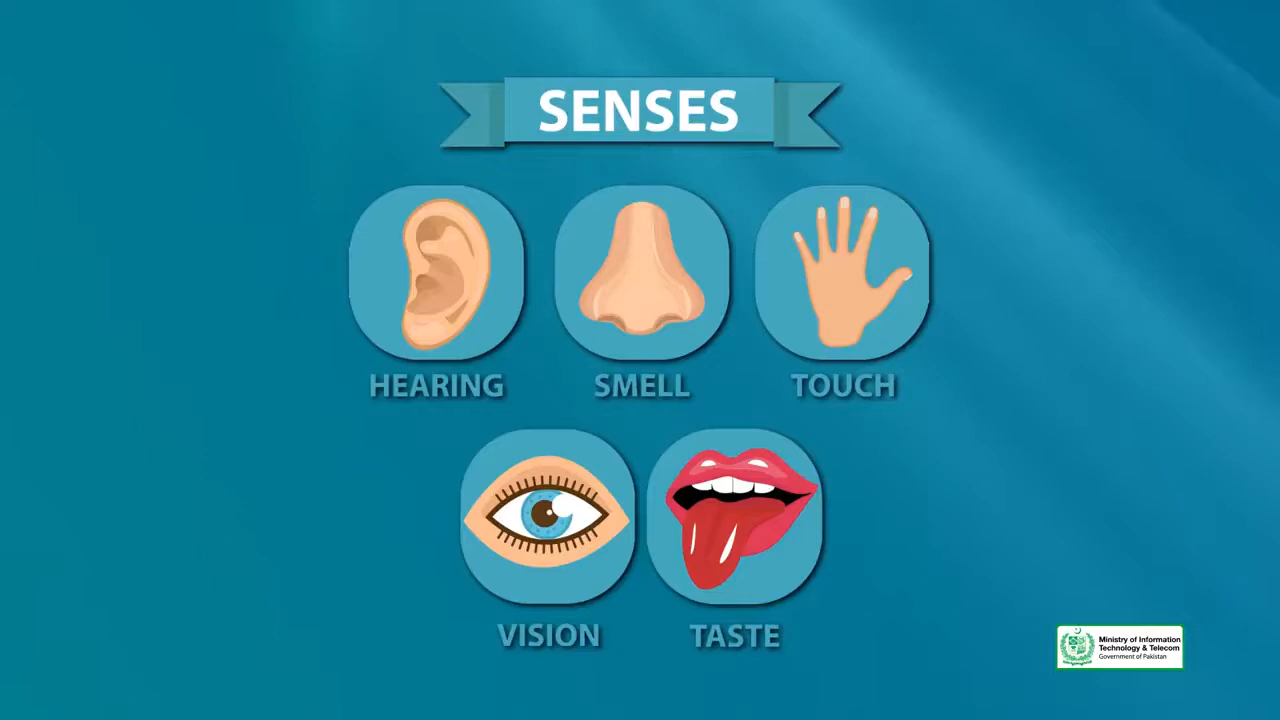 SENSES
HEARING
SMELL
TOUCH
VISION
TASTE
Ministry of Information
Technology & Telecom
Government of Pakistan